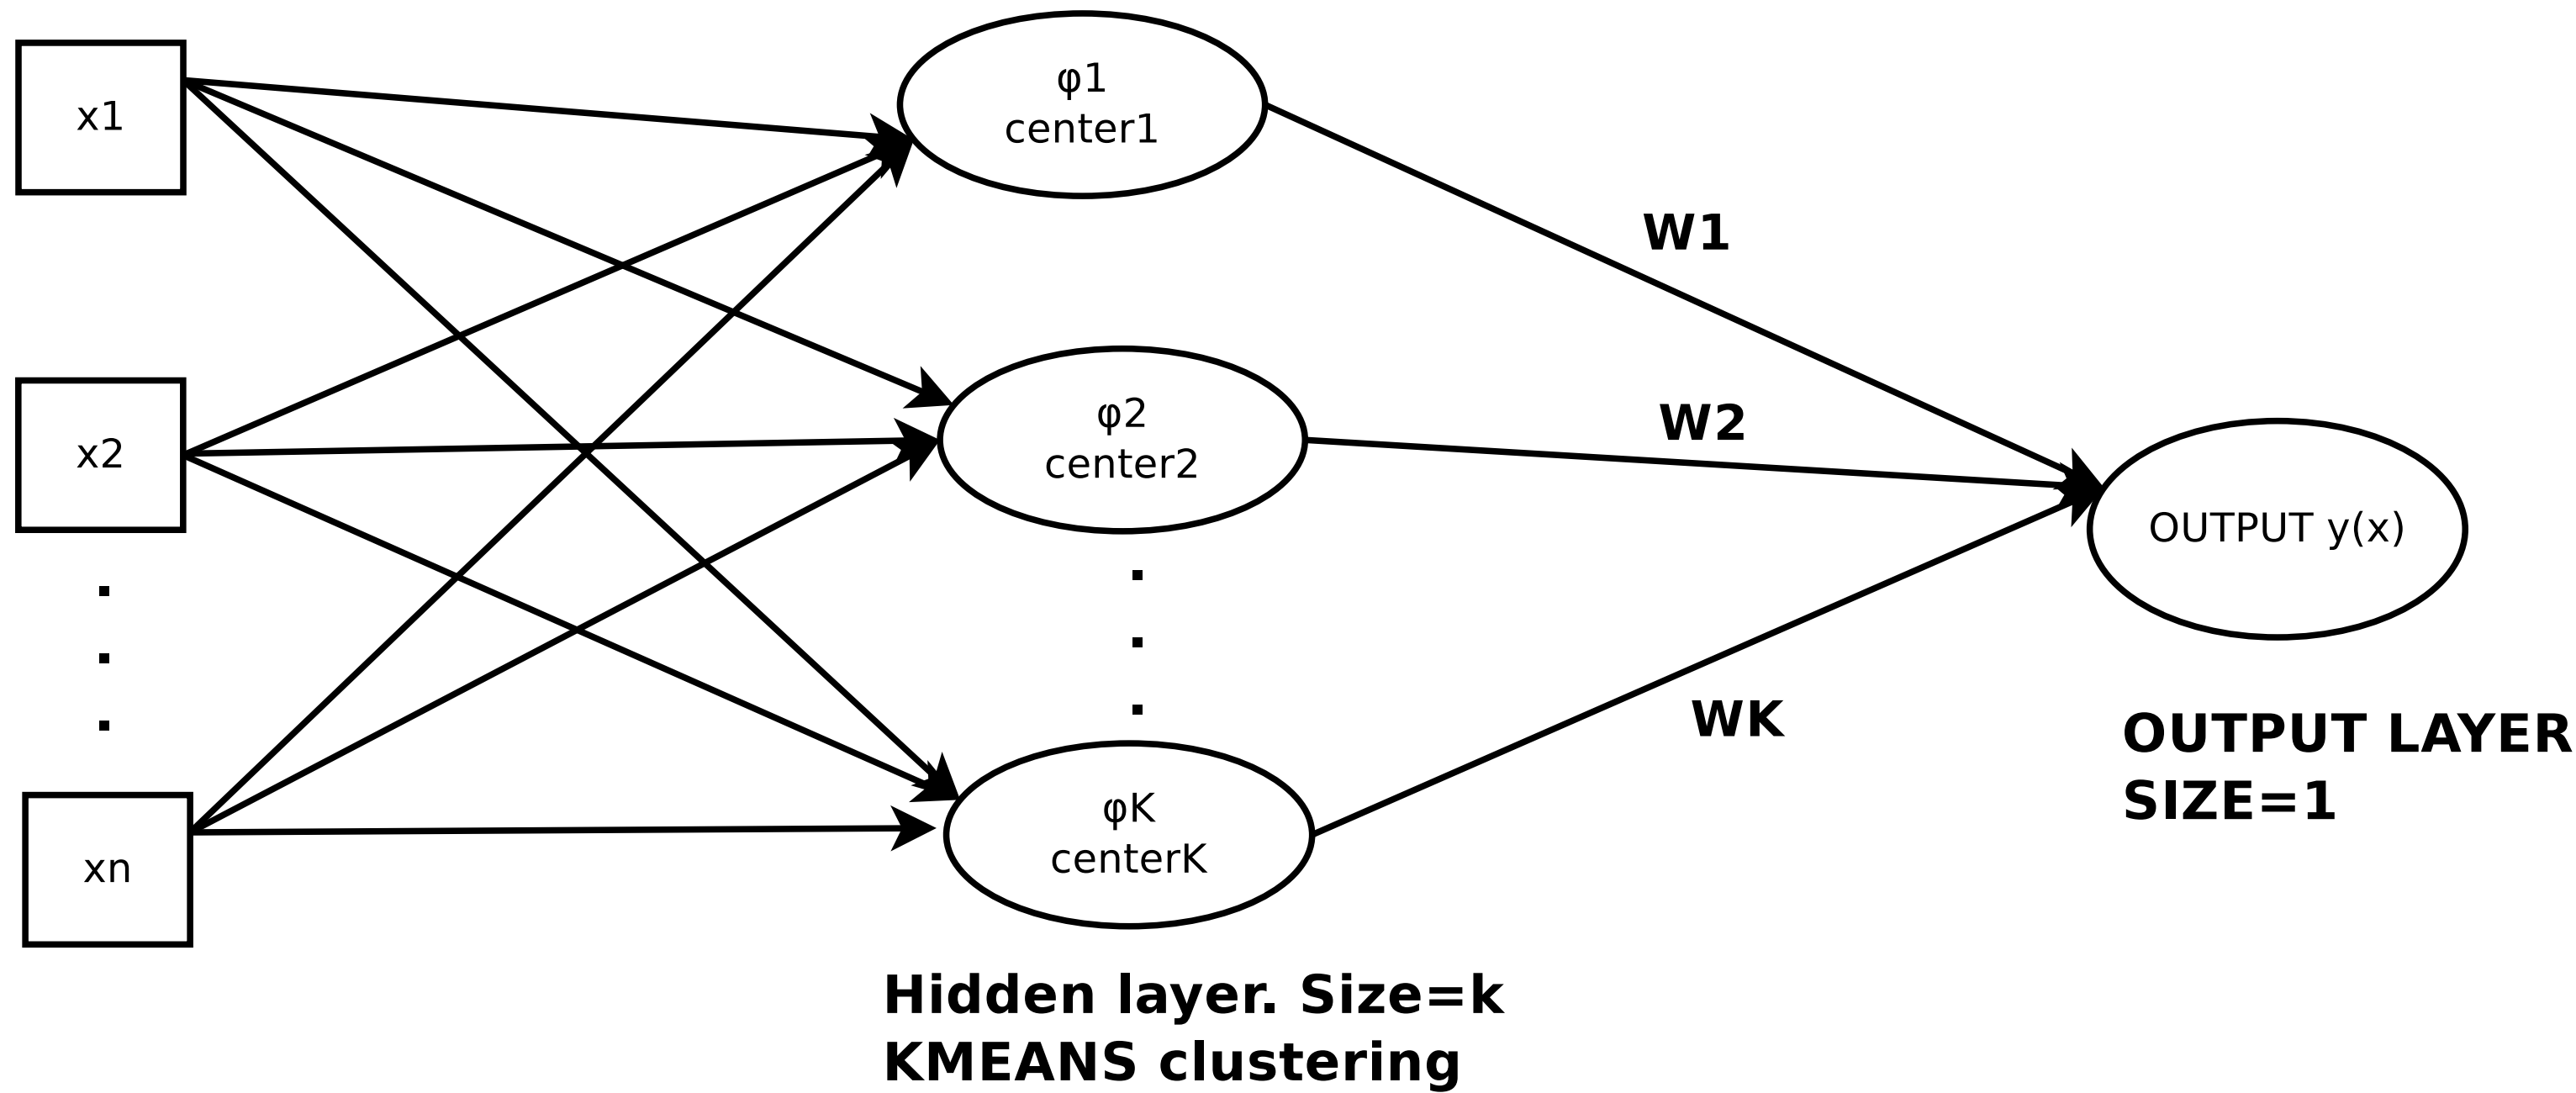 x1
φ1
center1
W1
x2
φ2
center2
W2
OUTPUT y(x)
.
.
.
.
.
.
xn
φK
centerK
WK
OUTPUT LAYER
SIZE=1
Hidden layer. Size=k
KMEANS clustering